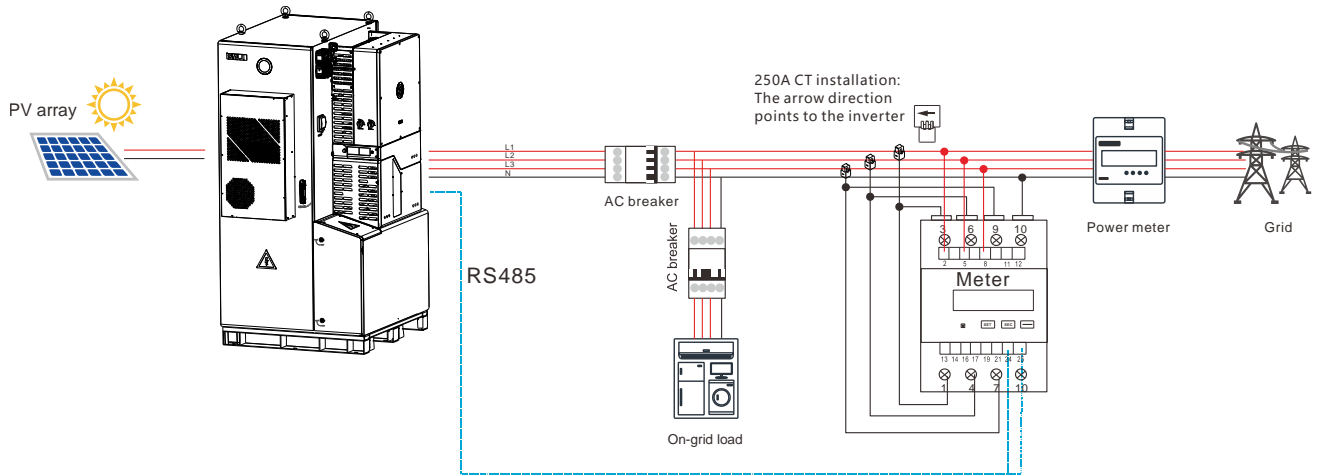 250A CT installation:
The arrow direction
points to the inverter
PV array
L1
L2
L3
N
AC breaker
Power meter
Grid
AC breaker
RS485
3 6 9 10
2 5 8 11 12
Meter
SET
13 14 16 17 19 21 24 25
1 4 7 10
On-grid load